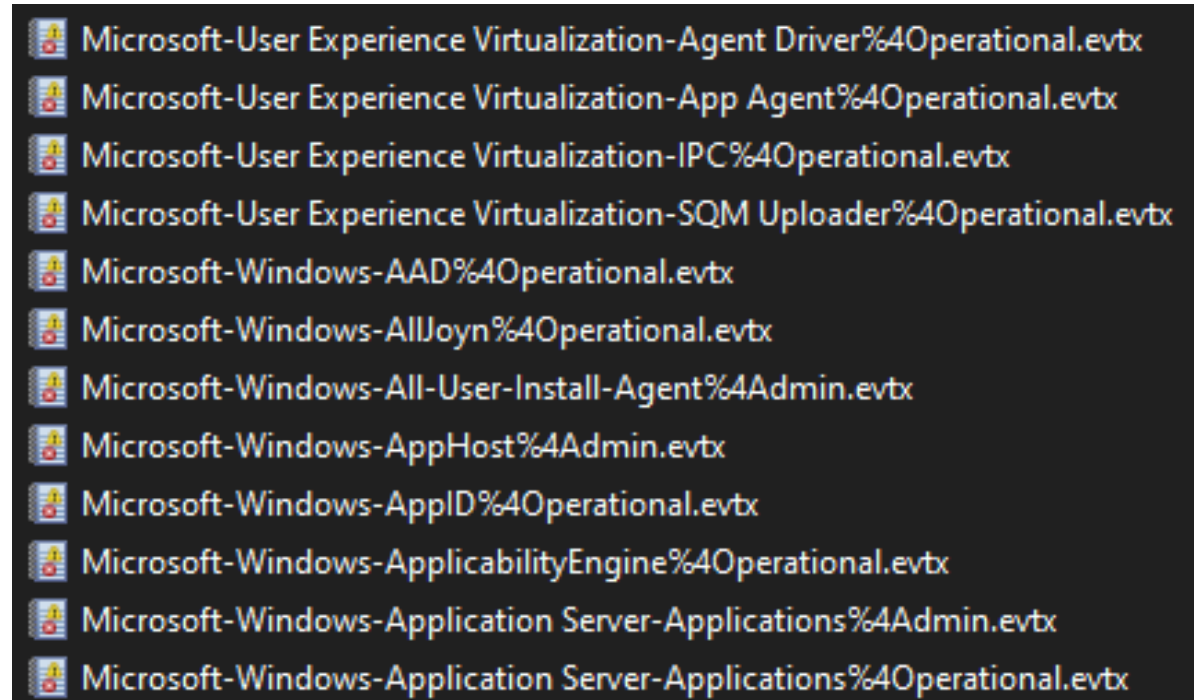 Microsoft-User Experience Virtualization-Agent Driver%4Operational.evtx
Microsoft-User Experience Virtualization-App Agent%4Operational.evtx
Microsoft-User Experience Virtualization-IPC%4Operational.evtx
Microsoft-User Experience Virtualization-SQM Uploader%4Operational.evtx
Microsoft-Windows-AAD%4Operational.evtx
Microsoft-Windows-AllJoyn%4Operational.evtx
Microsoft-Windows-All-User-Install-Agent%4Admin.evtx
Microsoft-Windows-AppHost%4Admin.evtx
Microsoft-Windows-AppID%4Operational.evtx
Microsoft-Windows-ApplicabilityEngine%4Operational.evtx
Microsoft-Windows-Application Server-Applications%4Admin.evtx
Microsoft-Windows-Application Server-Applications%4Operational.evtx